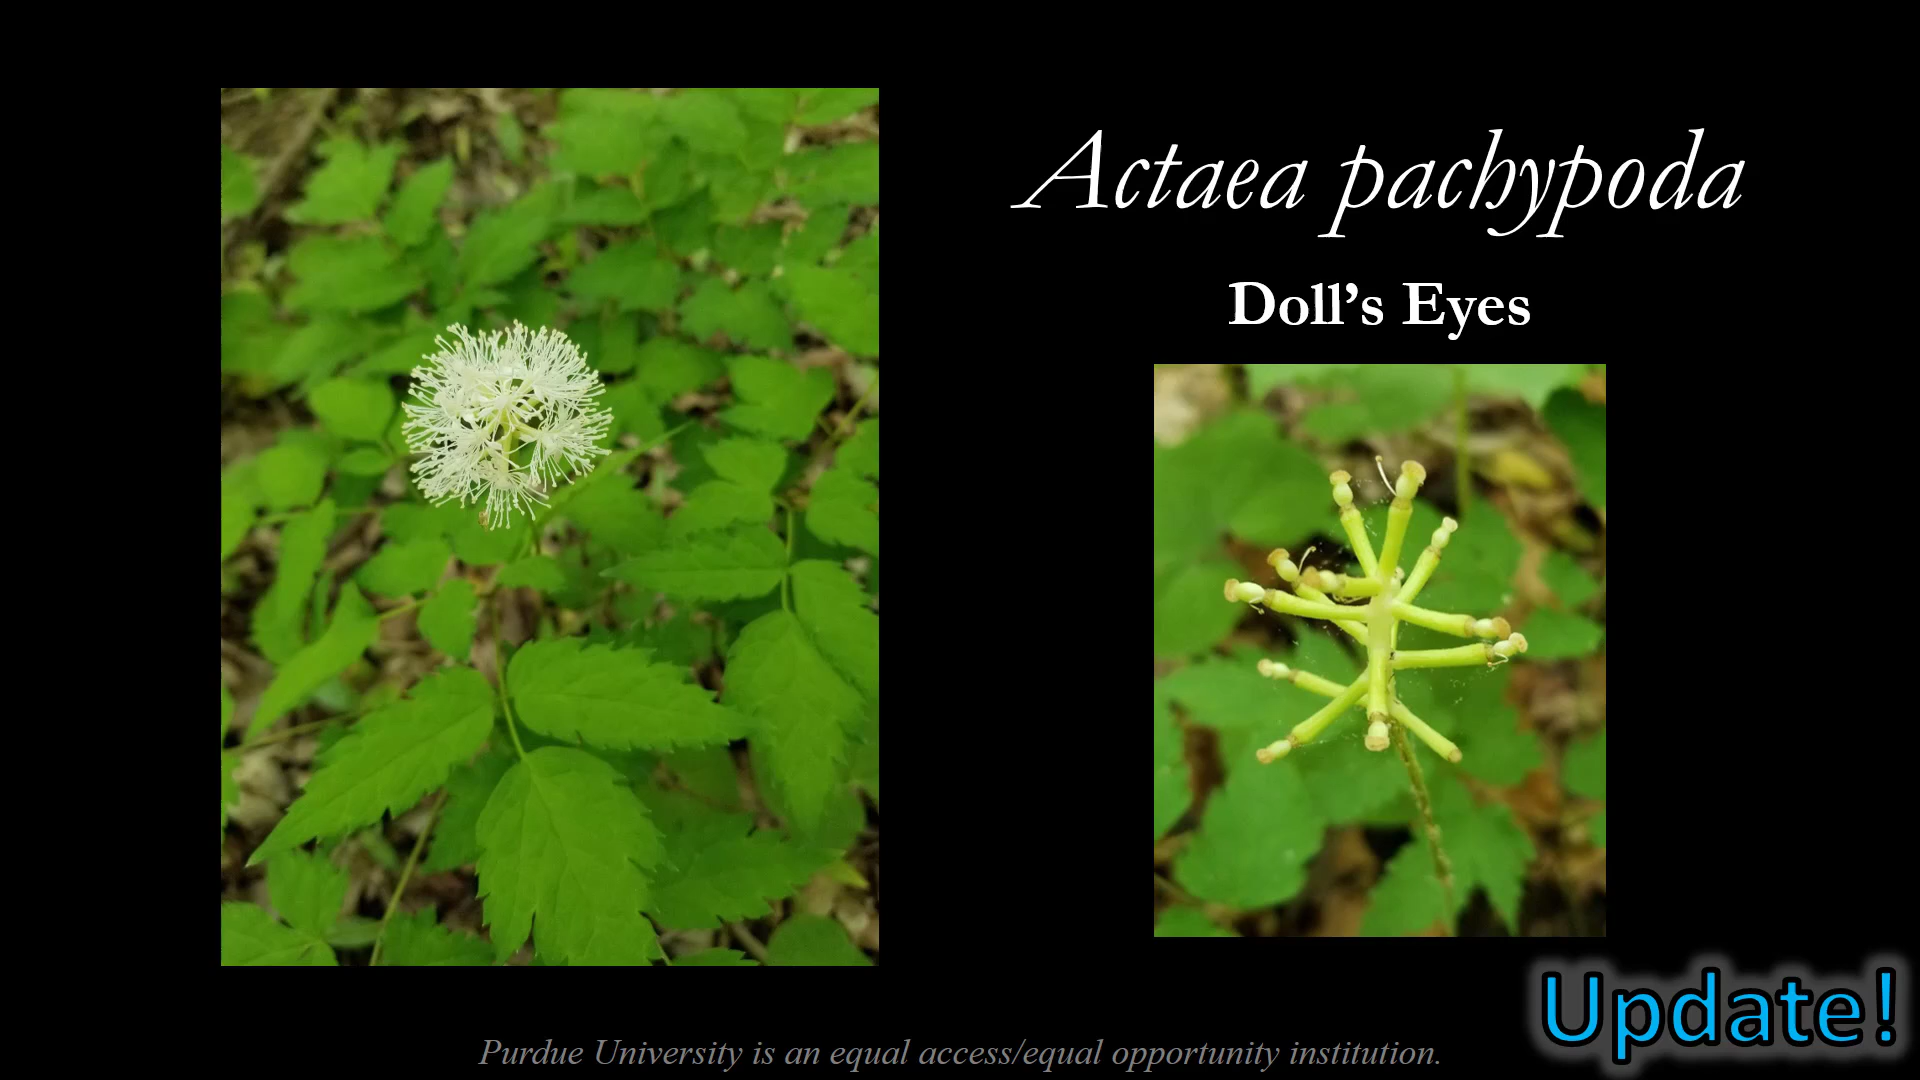 Actaea pachypoda
Doll’s Eyes
Update!
Purdue University is an equal access/equal opportunity institution.